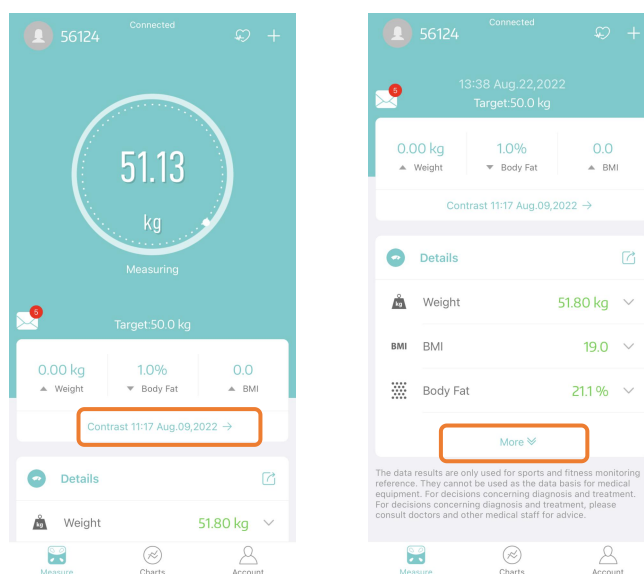 56124
Connected
51.13
kg
Measuring
5
Target:50.0 kg
0.00 kg 1.0% 0.0
▲ Weight ▼ Body Fat ▲ BMI
Contrast 11:17 Aug.09,2022 →
Details
kg Weight 51.80 kg
Measure Charts Account
56124
Connected
13:38 Aug.22,2022
5
Target:50.0 kg
0.00 kg 1.0% 0.0
▲ Weight ▼ Body Fat ▲ BMI
Contrast 11:17 Aug.09,2022 →
Details
kg Weight 51.80 kg
BMI BMI 19.0
Body Fat 21.1 %
More
The data results are only used for sports and fitness monitoring
reference. They cannot be used as the data basis for medical
equipment. For decisions concerning diagnosis and treatment.
For decisions concerning diagnosis and treatment, please
consult doctors and other medical staff for advice.
Measure Charts Account